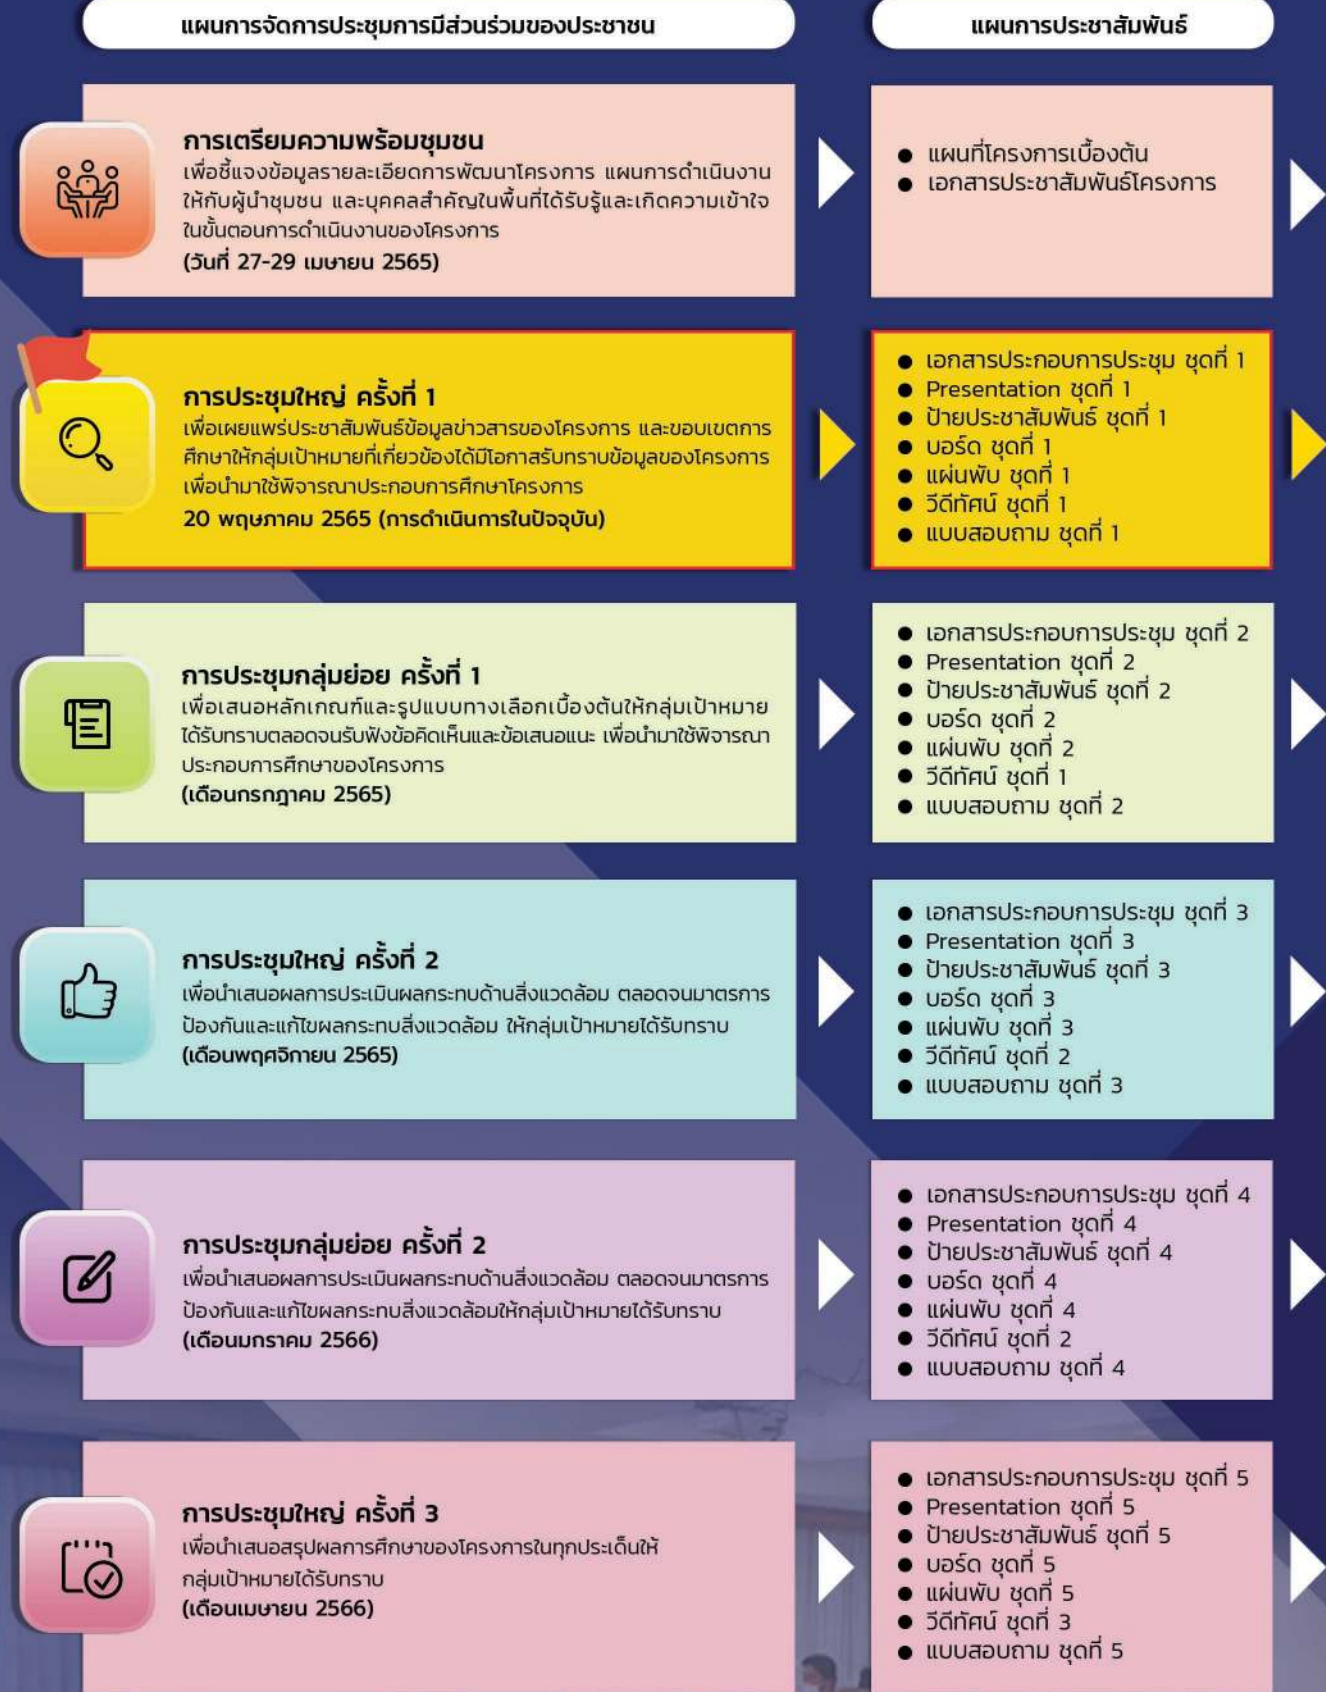 แผนการจัดการประชุมการมีส่วนร่วมของประชาชน
แผนการประชาสัมพันธ์
การเตรียมความพร้อมชุมชน
เพื่อชี้แจงข้อมูลรายละเอียดการพัฒนาโครงการ แผนการดำเนินงาน
ให้กับผู้นำชุมชน และบุคคลสำคัญในพื้นที่ได้รับรู้และเกิดความเข้าใจ
ในขั้นตอนการดำเนินงานของโครงการ
(วันที่ 27-29 เมษายน 2565)
● แผนที่โครงการเบื้องต้น
● เอกสารประชาสัมพันธ์โครงการ
การประชุมใหญ่ ครั้งที่ 1
เพื่อเผยแพร่ประชาสัมพันธ์ข้อมูลข่าวสารของโครงการ และขอบเขตการ
ศึกษาให้กลุ่มเป้าหมายที่เกี่ยวข้องได้มีโอกาสรับทราบข้อมูลของโครงการ
เพื่อนำมาใช้พิจารณาประกอบการศึกษาโครงการ
20 พฤษภาคม 2565 (การดำเนินการในปัจจุบัน)
● เอกสารประกอบการประชุม ชุดที่ 1
● Presentation ชุดที่ 1
● ป้ายประชาสัมพันธ์ ชุดที่ 1
● บอร์ด ชุดที่ 1
● แผ่นพับ ชุดที่ 1
● วีดีทัศน์ ชุดที่ 1
● แบบสอบถาม ชุดที่ 1
การประชุมกลุ่มย่อย ครั้งที่ 1
เพื่อเสนอหลักเกณฑ์และรูปแบบทางเลือกเบื้องต้นให้กลุ่มเป้าหมาย
ได้รับทราบตลอดจนรับฟังข้อคิดเห็นและข้อเสนอแนะ เพื่อนำมาใช้พิจารณา
ประกอบการศึกษาของโครงการ
(เดือนกรกฎาคม 2565)
● เอกสารประกอบการประชุม ชุดที่ 2
● Presentation ชุดที่ 2
● ป้ายประชาสัมพันธ์ ชุดที่ 2
● บอร์ด ชุดที่ 2
● แผ่นพับ ชุดที่ 2
● วีดีทัศน์ ชุดที่ 1
● แบบสอบถาม ชุดที่ 2
การประชุมใหญ่ ครั้งที่ 2
เพื่อนำเสนอผลการประเมินผลกระทบด้านสิ่งแวดล้อม ตลอดจนมาตรการ
ป้องกันและแก้ไขผลกระทบสิ่งแวดล้อม ให้กลุ่มเป้าหมายได้รับทราบ
(เดือนพฤศจิกายน 2565)
● เอกสารประกอบการประชุม ชุดที่ 3
● Presentation ชุดที่ 3
● ป้ายประชาสัมพันธ์ ชุดที่ 3
● บอร์ด ชุดที่ 3
● แผ่นพับ ชุดที่ 3
● วีดีทัศน์ ชุดที่ 2
● แบบสอบถาม ชุดที่ 3
การประชุมกลุ่มย่อย ครั้งที่ 2
เพื่อนำเสนอผลการประเมินผลกระทบด้านสิ่งแวดล้อม ตลอดจนมาตรการ
ป้องกันและแก้ไขผลกระทบสิ่งแวดล้อมให้กลุ่มเป้าหมายได้รับทราบ
(เดือนมกราคม 2566)
● เอกสารประกอบการประชุม ชุดที่ 4
● Presentation ชุดที่ 4
● ป้ายประชาสัมพันธ์ ชุดที่ 4
● บอร์ด ชุดที่ 4
● แผ่นพับ ชุดที่ 4
● วีดีทัศน์ ชุดที่ 2
● แบบสอบถาม ชุดที่ 4
การประชุมใหญ่ ครั้งที่ 3
เพื่อนำเสนอสรุปผลการศึกษาของโครงการในทุกประเด็นให้
กลุ่มเป้าหมายได้รับทราบ
(เดือนเมษายน 2566)
● เอกสารประกอบการประชุม ชุดที่ 5
● Presentation ชุดที่ 5
● ป้ายประชาสัมพันธ์ ชุดที่ 5
● บอร์ด ชุดที่ 5
● แผ่นพับ ชุดที่ 5
● วีดีทัศน์ ชุดที่ 3
● แบบสอบถาม ชุดที่ 5